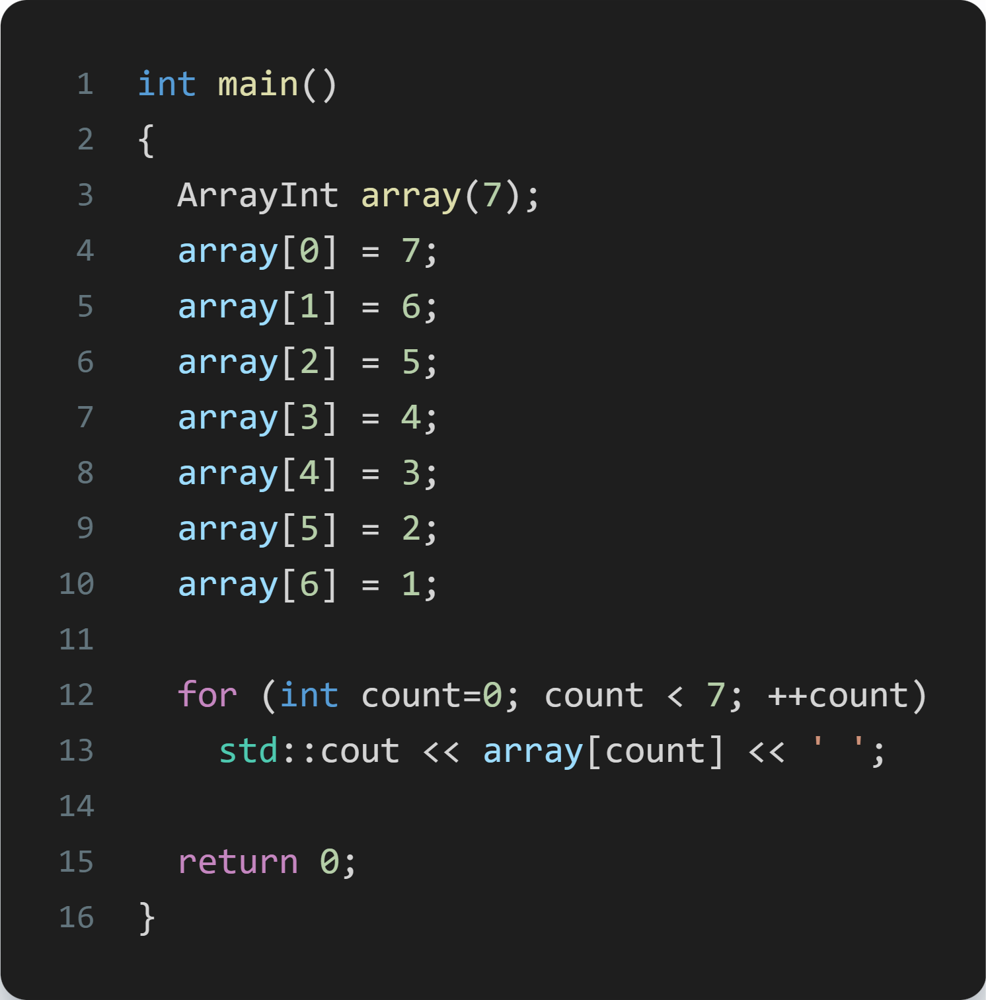 1 int main()
2 {
3   ArrayInt array(7);
4   array[0] = 7;
5   array[1] = 6;
6   array[2] = 5;
7   array[3] = 4;
8   array[4] = 3;
9   array[5] = 2;
10   array[6] = 1;
11
12   for (int count=0; count < 7; ++count)
13     std::cout << array[count] << ' ';
14
15   return 0;
16 }